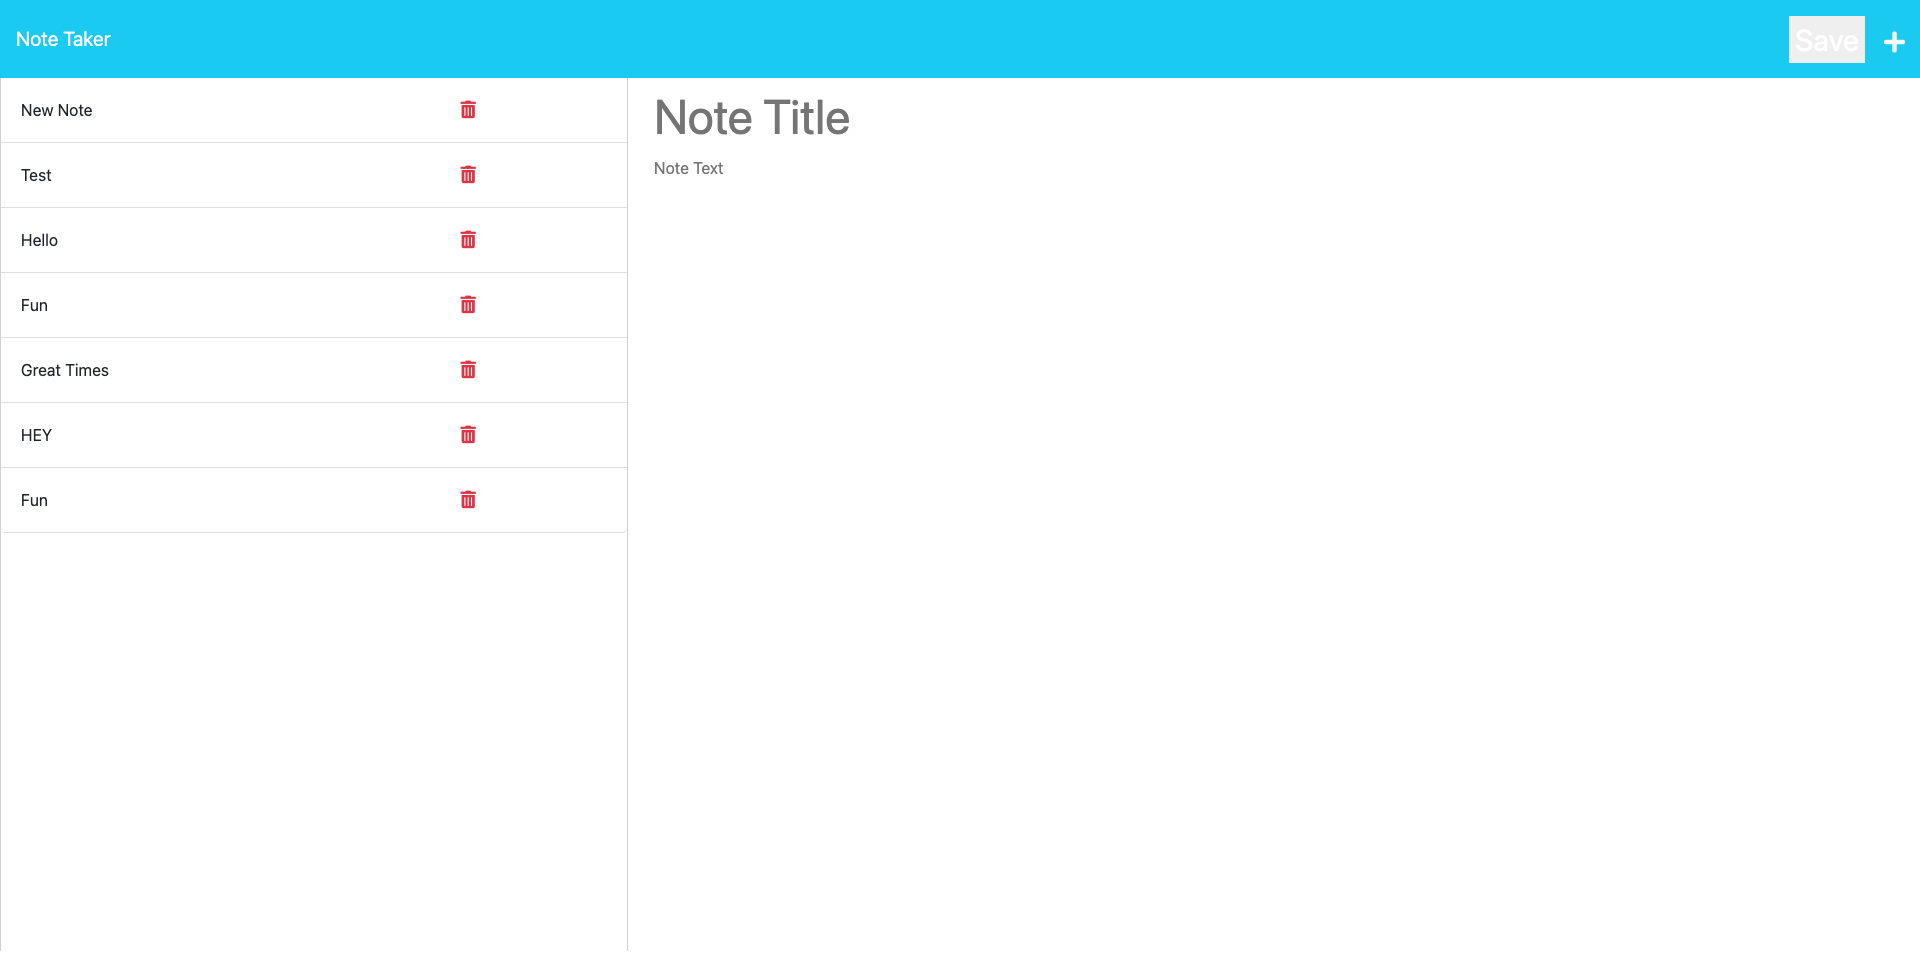 Note Taker
Save
New Note
Test
Hello
Fun
Great Times
HEY
Fun
Note Title
Note Text